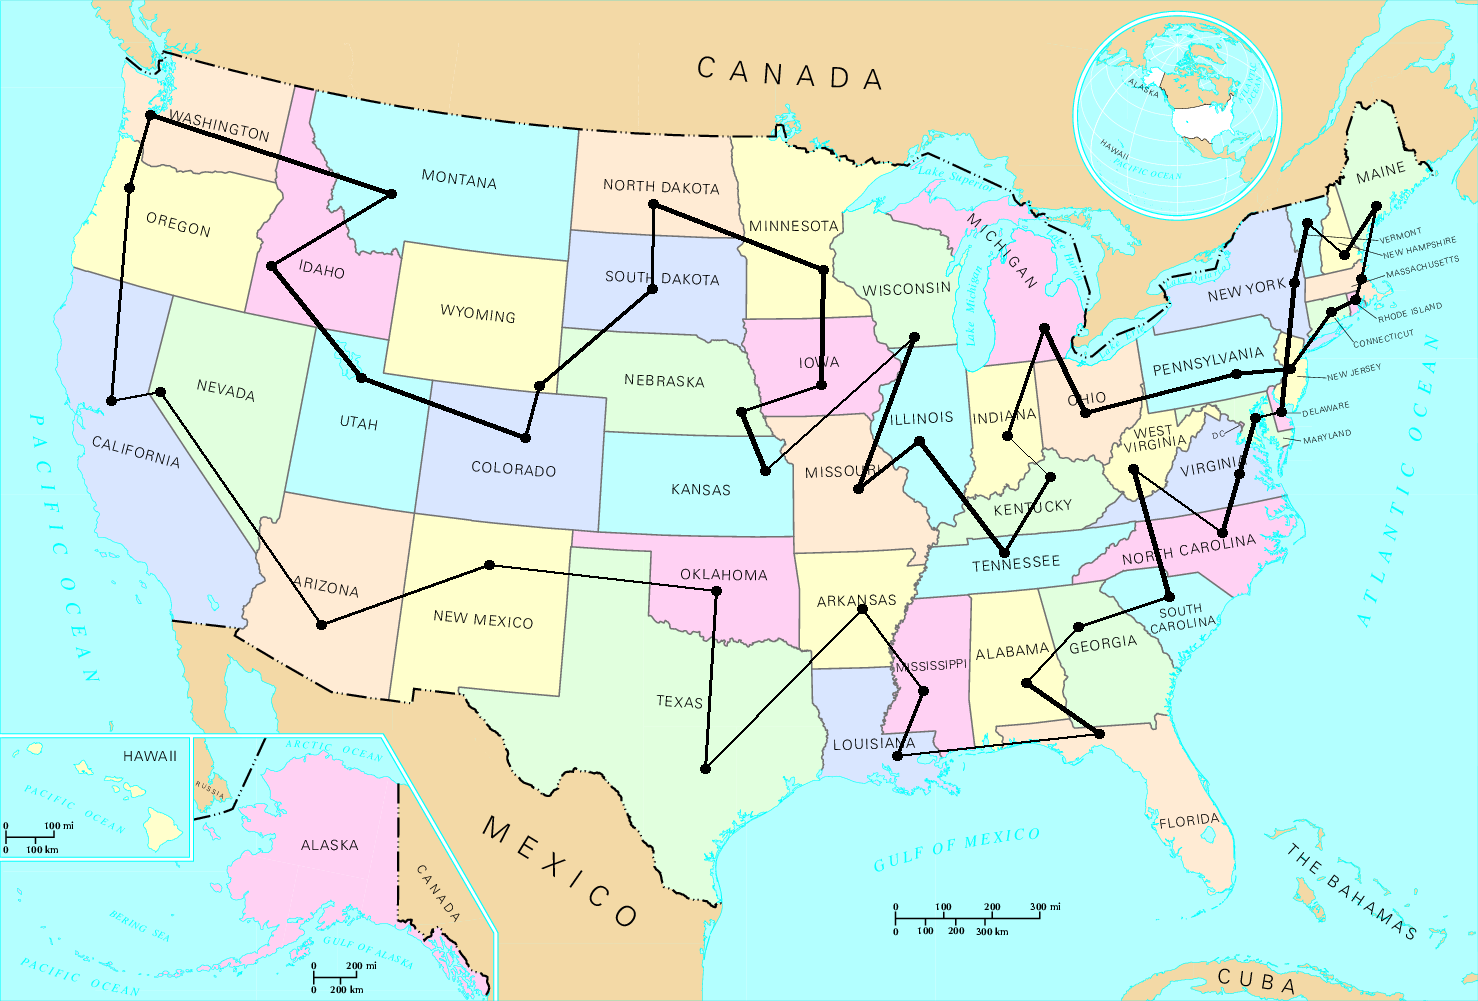 CANADA
ALASKA
ATLANTIC
OCEAN
HAWAII
PACIFIC OCEAN
WASHINGTON
MONTANA
NORTH DAKOTA
MINNESOTA
Lake Superior
MICHIGAN
Lake Michigan
Lake
Huron
MAINE
VERMONT
NEW HAMPSHIRE
MASSACHUSETTS
RHODE ISLAND
CONNECTICUT
NEW YORK
OREGON
IDAHO
SOUTH DAKOTA
WISCONSIN
WYOMING
IOWA
PENNSYLVANIA
NEW JERSEY
NEVADA
NEBRASKA
OHIO
ILLINOIS
INDIANA
DELAWARE
UTAH
CALIFORNIA
COLORADO
KANSAS
MISSOURI
WEST
VIRGINIA
DC
VIRGINIA
MARYLAND
KENTUCKY
NORTH CAROLINA
TENNESSEE
ARIZONA
NEW MEXICO
OKLAHOMA
ARKANSAS
SOUTH
CAROLINA
PACIFIC OCEAN
ATLANTIC OCEAN
MISSISSIPPI
ALABAMA
GEORGIA
TEXAS
LOUISIANA
FLORIDA
HAWAII
PACIFIC OCEAN
0 100 mi
0 100 km
RUSSIA
ARCTIC OCEAN
ALASKA
CANADA
BERING SEA
GULF OF ALASKA
PACIFIC OCEAN
0 200 mi
0 200 km
MEXICO
GULF OF MEXICO
0 100 200 300 mi
0 100 200 300 km
THE BAHAMAS
CUBA